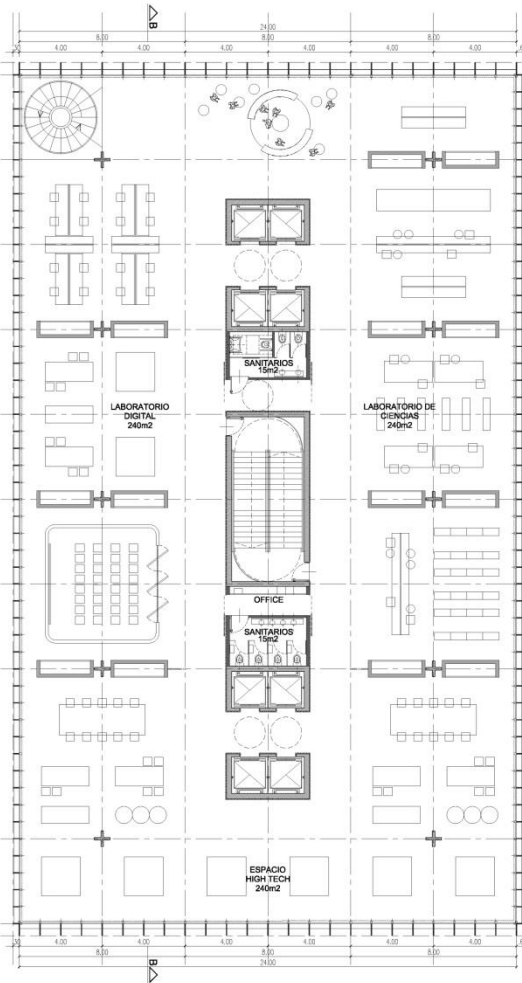 B
24.00
8.00 8.00 8.00
4.00 4.00 4.00 4.00 4.00 4.00
SANITARIOS
15m2
LABORATORIO
DIGITAL
240m2
LABORATORIO DE
CIENCIAS
240m2
OFFICE
SANITARIOS
15m2
ESPACIO
HIGH TECH
240m2
4.00 4.00 4.00 4.00 4.00 4.00
8.00 8.00 8.00
24.00
B